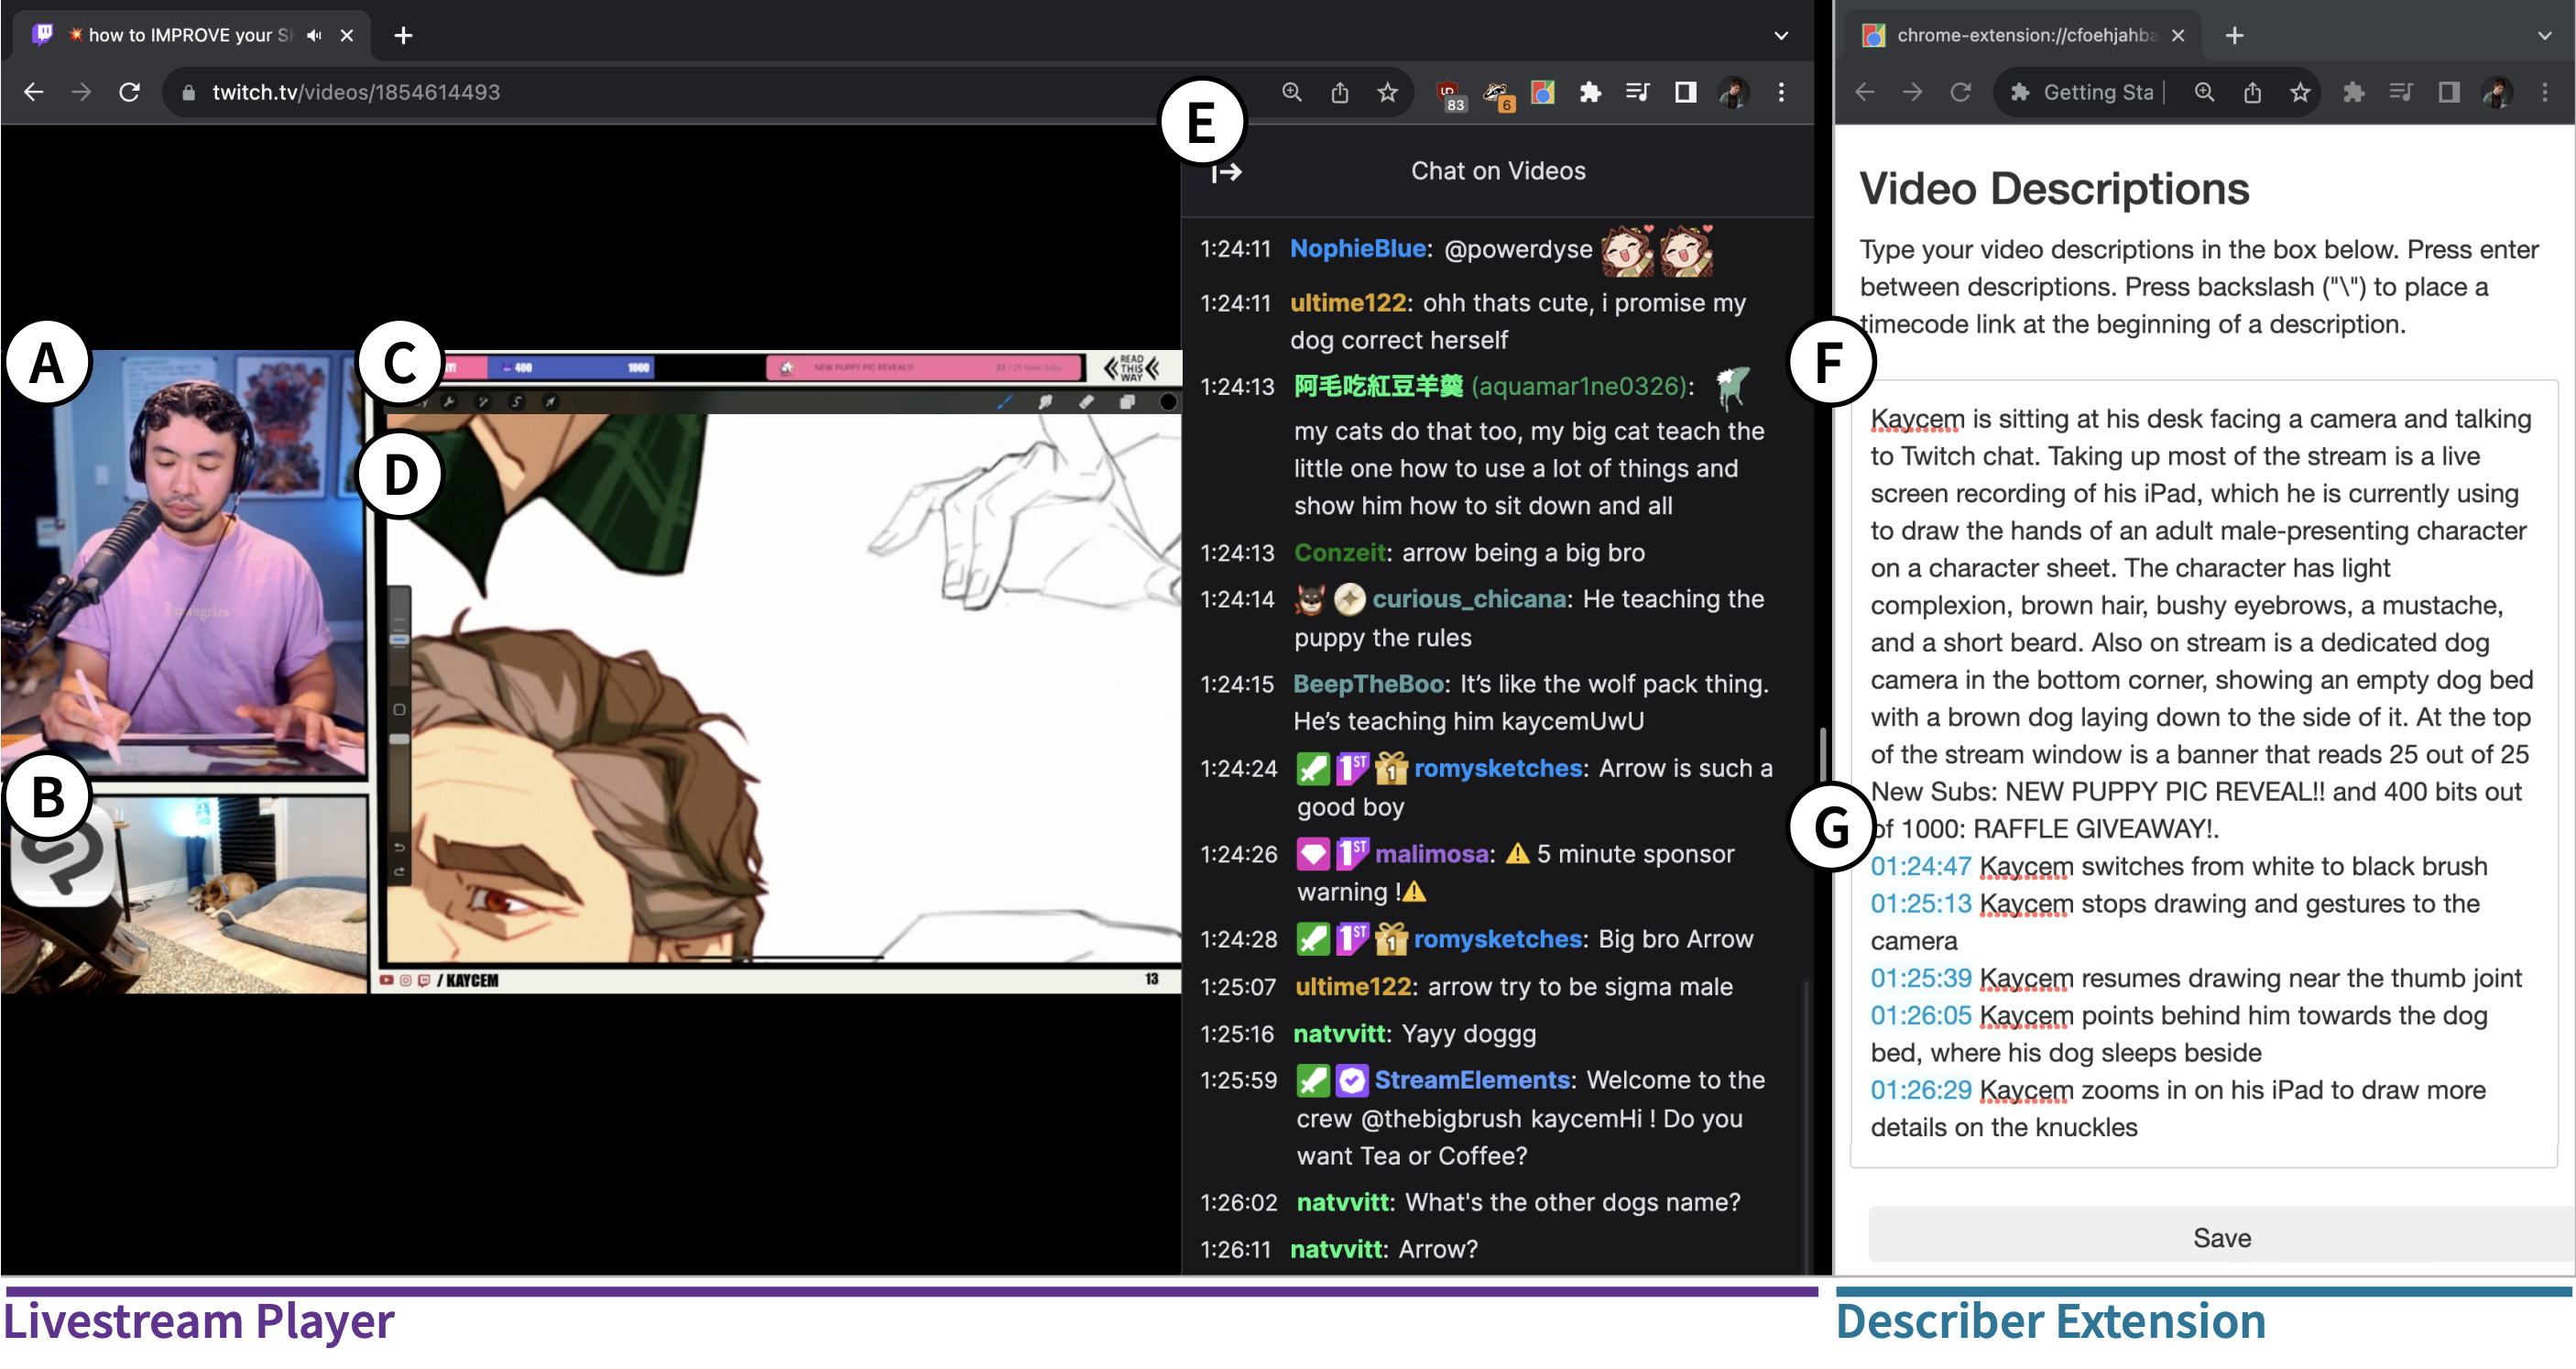 how to IMPROVE your S
twitch.tv/videos/1854614493
83
6
E
Chat on Videos
1:24:11 NophieBlue: @powerdyse
1:24:11 ultime122: ohh thats cute, i promise my
dog correct herself
1:24:13 阿毛吃紅豆羊羹 (aquamar1ne0326):
my cats do that too, my big cat teach the
little one how to use a lot of things and
show him how to sit down and all
1:24:13 Conzeit: arrow being a big bro
1:24:14 curious_chicana: He teaching the
puppy the rules
1:24:15 BeepTheBoo: It’s like the wolf pack thing.
He’s teaching him kaycemUwU
1:24:24 1ST 1 romysketches: Arrow is such a
good boy
1:24:26 1ST malimosa: ⚠ 5 minute sponsor
warning !⚠
1:24:28 1ST 1 romysketches: Big bro Arrow
1:25:07 ultime122: arrow try to be sigma male
1:25:16 natvvitt: Yayy doggg
1:25:59 StreamElements: Welcome to the
crew @thebigbrush kaycemHi ! Do you
want Tea or Coffee?
1:26:02 natvvitt: What's the other dogs name?
1:26:11 natvvitt: Arrow?
A
B
C
D
400 1000
NEW PUPPY PIC REVEAL!!! 25 / 25 New Subs
READ
THIS
WAY
/ KAYCEM
13
Livestream Player
chrome-extension://cfoehjahba
Getting Sta |
Video Descriptions
Type your video descriptions in the box below. Press enter
between descriptions. Press backslash ("\") to place a
timecode link at the beginning of a description.
F
Kaycem is sitting at his desk facing a camera and talking
to Twitch chat. Taking up most of the stream is a live
screen recording of his iPad, which he is currently using
to draw the hands of an adult male-presenting character
on a character sheet. The character has light
complexion, brown hair, bushy eyebrows, a mustache,
and a short beard. Also on stream is a dedicated dog
camera in the bottom corner, showing an empty dog bed
with a brown dog laying down to the side of it. At the top
of the stream window is a banner that reads 25 out of 25
New Subs: NEW PUPPY PIC REVEAL!! and 400 bits out
of 1000: RAFFLE GIVEAWAY!.
G
01:24:47 Kaycem switches from white to black brush
01:25:13 Kaycem stops drawing and gestures to the
camera
01:25:39 Kaycem resumes drawing near the thumb joint
01:26:05 Kaycem points behind him towards the dog
bed, where his dog sleeps beside
01:26:29 Kaycem zooms in on his iPad to draw more
details on the knuckles
Save
Describer Extension